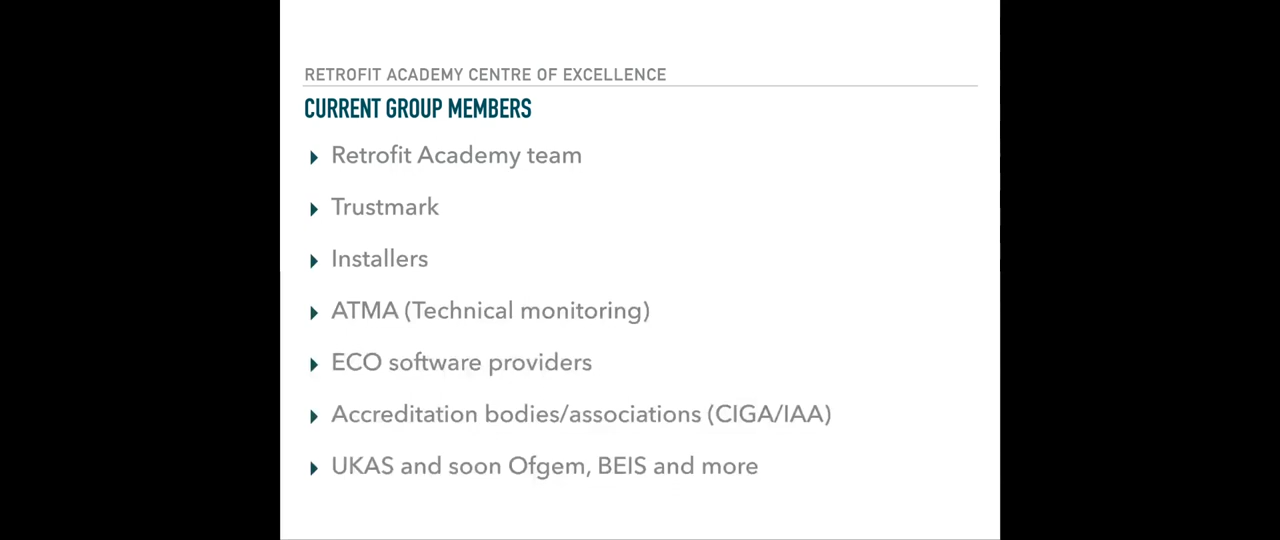 RETROFIT ACADEMY CENTRE OF EXCELLENCE
CURRENT GROUP MEMBERS
Retrofit Academy team
Trustmark
Installers
ATMA (Technical monitoring)
ECO software providers
Accreditation bodies/associations (CIGA/IAA)
UKAS and soon Ofgem, BEIS and more